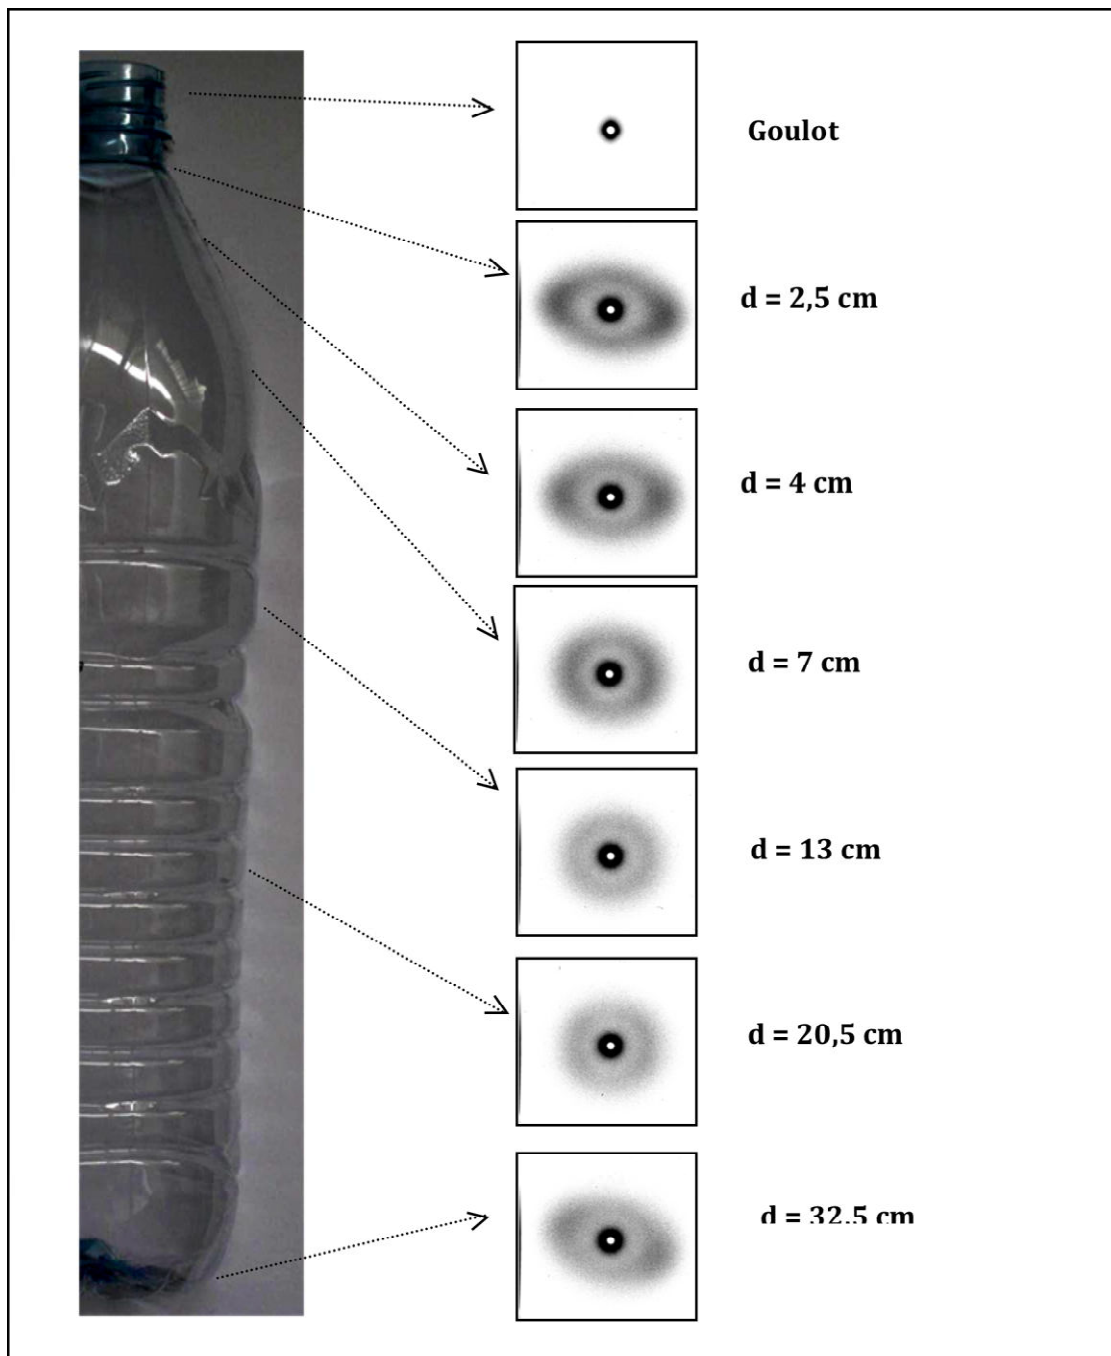 Goulot
d = 2,5 cm
d = 4 cm
d = 7 cm
d = 13 cm
d = 20,5 cm
d = 32.5 cm